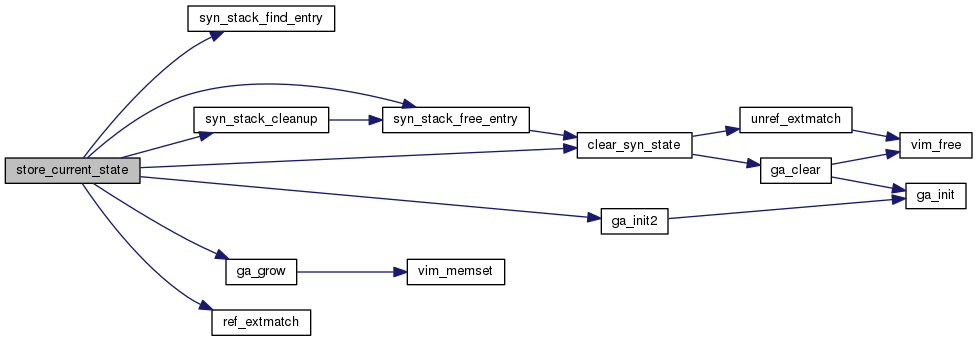 syn_stack_find_entry
syn_stack_cleanup
syn_stack_free_entry
unref_extmatch
clear_syn_state
vim_free
store_current_state
ga_clear
ga_init
ga_init2
ga_grow
vim_memset
ref_extmatch